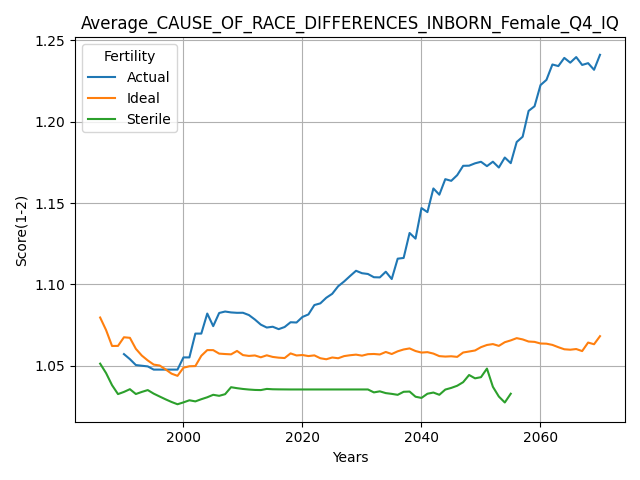 Average_CAUSE_OF_RACE_DIFFERENCES_INBORN_Female_Q4_IQ
Fertility
Actual
Ideal
Sterile
Score(1-2)
1.25
1.20
1.15
1.10
1.05
2000
2020
2040
2060
Years